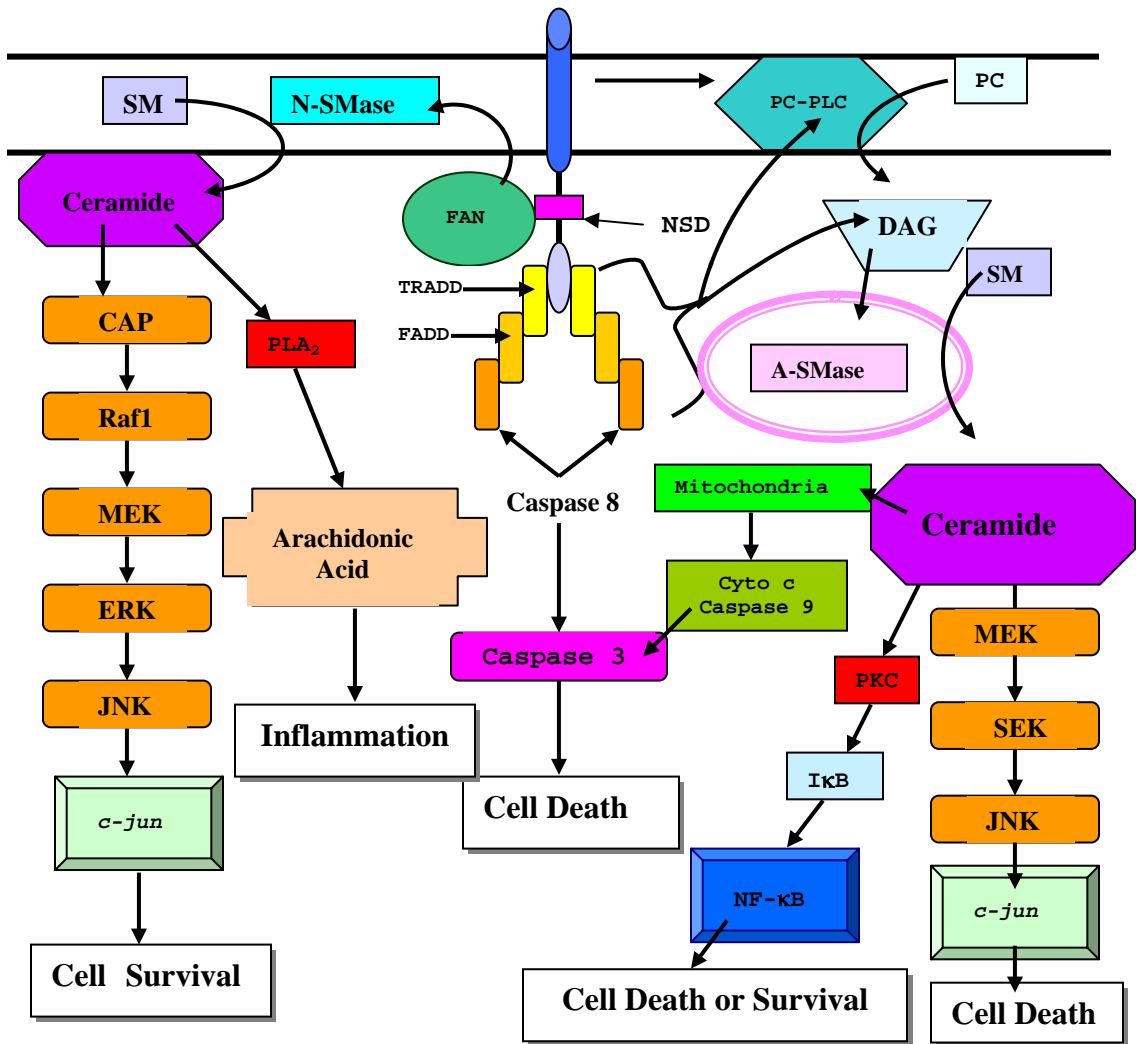 SM
N-SMase
PC-PLC
PC
Ceramide
FAN
NSD
DAG
SM
TRADD
FADD
CAP
PLA₂
A-SMase
Raf1
MEK
Arachidonic
Acid
Caspase 8
Mitochondria
Ceramide
Cyto c
Caspase 9
ERK
MEK
Caspase 3
PKC
JNK
SEK
Inflammation
IκB
Cell Death
c-jun
JNK
NF-κB
c-jun
Cell Survival
Cell Death or Survival
Cell Death